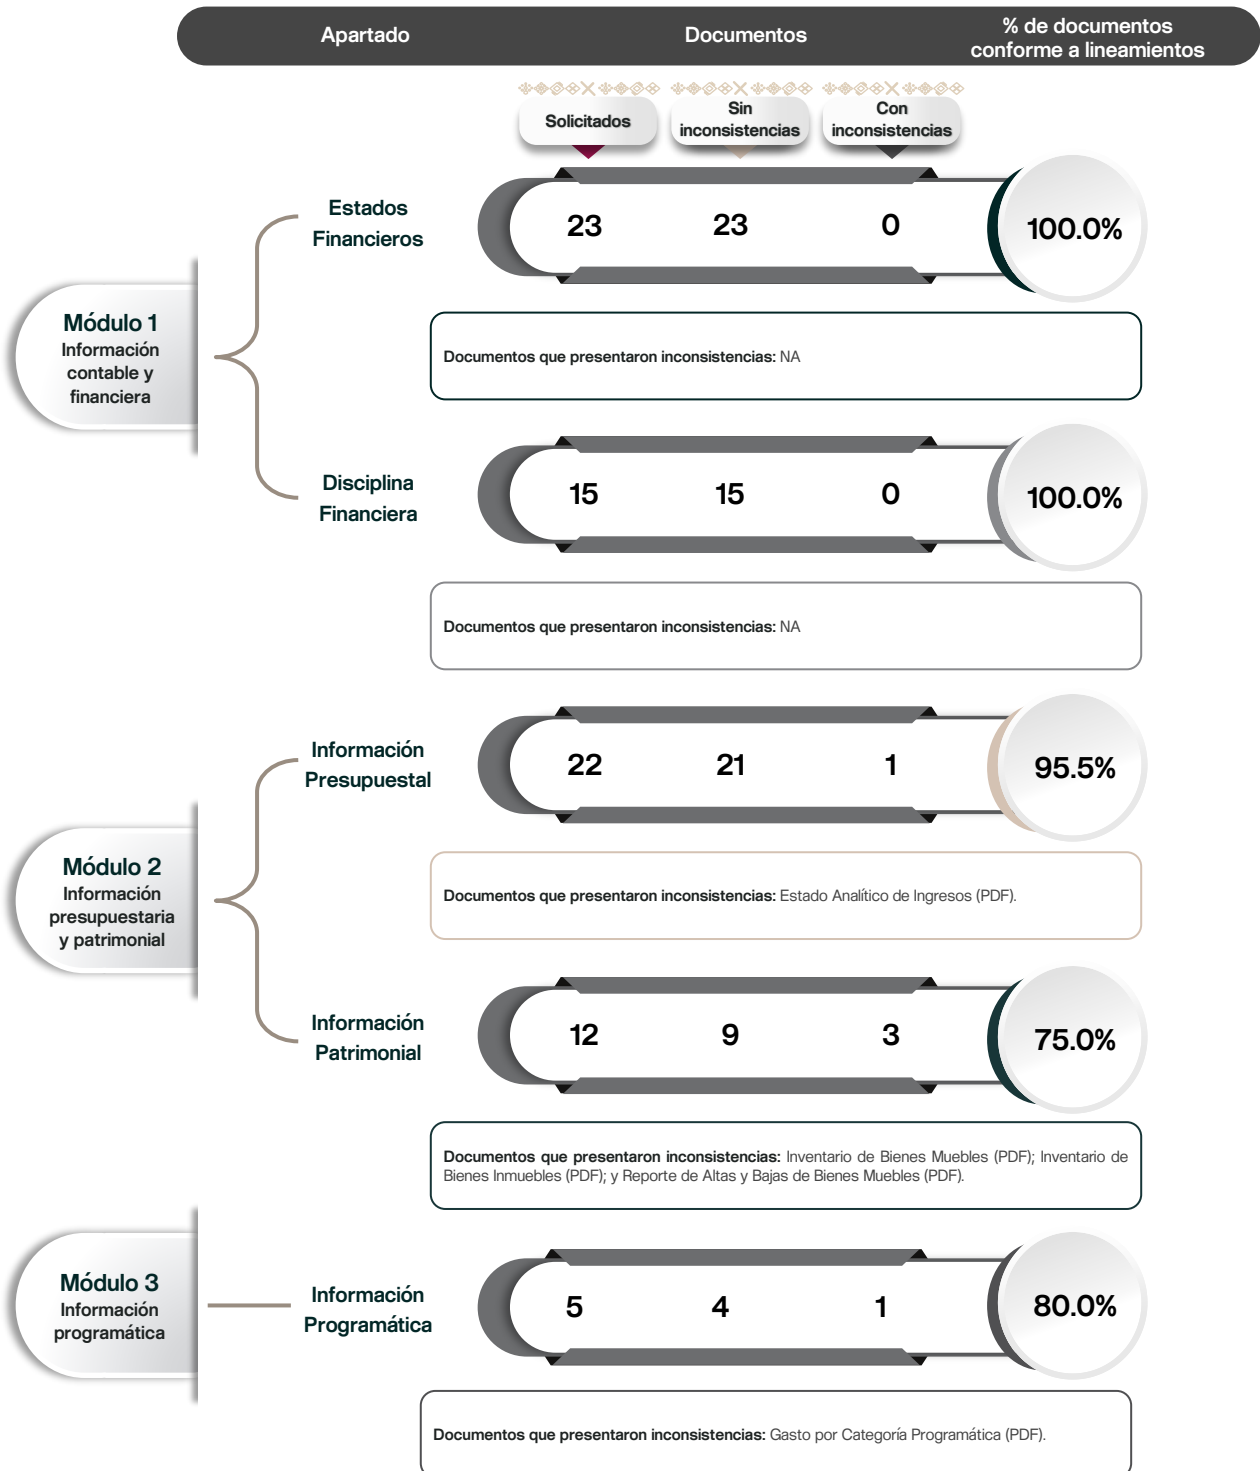 Apartado
Documentos
% de documentos
conforme a lineamientos
Solicitados
Sin
inconsistencias
Con
inconsistencias
Módulo 1
Información
contable y
financiera
Estados
Financieros
23
23
0
100.0%
Documentos que presentaron inconsistencias: NA
Disciplina
Financiera
15
15
0
100.0%
Documentos que presentaron inconsistencias: NA
Módulo 2
Información
presupuestaria
y patrimonial
Información
Presupuestal
22
21
1
95.5%
Documentos que presentaron inconsistencias: Estado Analítico de Ingresos (PDF).
Información
Patrimonial
12
9
3
75.0%
Documentos que presentaron inconsistencias: Inventario de Bienes Muebles (PDF); Inventario de
Bienes Inmuebles (PDF); y Reporte de Altas y Bajas de Bienes Muebles (PDF).
Módulo 3
Información
programática
Información
Programática
5
4
1
80.0%
Documentos que presentaron inconsistencias: Gasto por Categoría Programática (PDF).